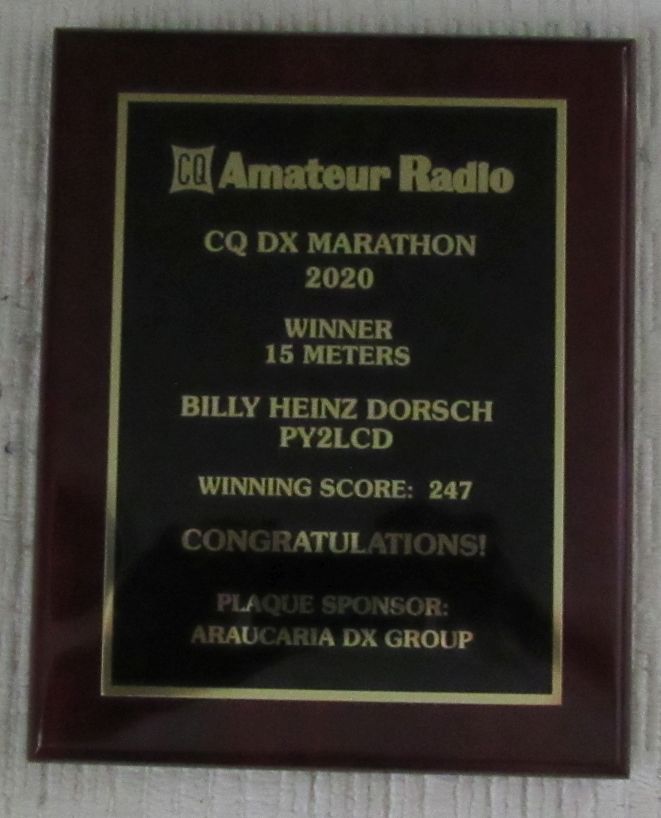 CQ Amateur Radio
CQ DX MARATHON
2020
WINNER
15 METERS
BILLY HEINZ DORSCH
PY2LCD
WINNING SCORE: 247
CONGRATULATIONS!
PLAQUE SPONSOR:
ARAUCARIA DX GROUP